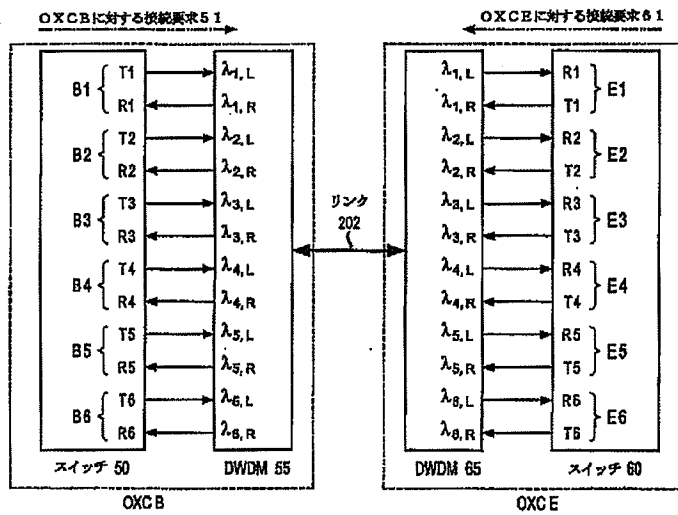 OXCBに対する接続要求51
OXCEに対する接続要求61
B1 T1 λ1,L
R1 λ1,R
B2 T2 λ2,L
R2 λ2,R
B3 T3 λ3,L
R3 λ3,R
B4 T4 λ4,L
R4 λ4,R
B5 T5 λ5,L
R5 λ5,R
B6 T6 λ6,L
R6 λ6,R
スイッチ 50
DWDM 55
OXC B
リンク
202
λ1,L R1 E1
λ1,R T1
λ2,L R2 E2
λ2,R T2
λ3,L R3 E3
λ3,R T3
λ4,L R4 E4
λ4,R T4
λ5,L R5 E5
λ5,R T5
λ6,L R6 E6
λ6,R T6
DWDM 65
スイッチ 60
OXC E